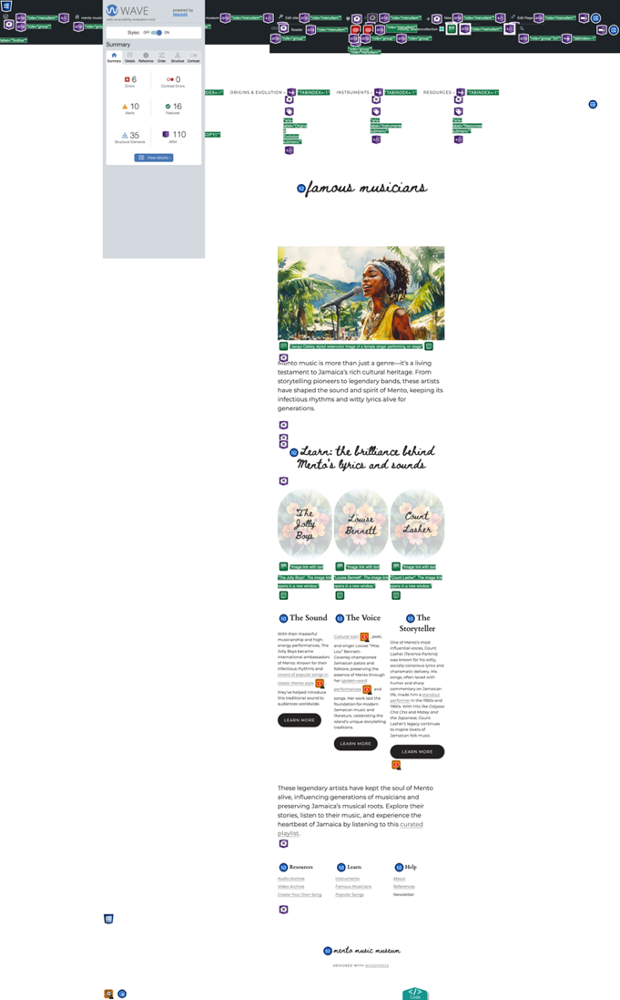 WAVE
web accessibility evaluation tool
powered by
WebAIM
Styles OFF ON
Summary
Summary Details Reference Order Structure Contrast
6
Errors
0
Contrast Errors
10
Alerts
16
Features
35
Structural Elements
110
ARIA
View details ›
mento music
Edit site
New
Edit Page
Reader
ORIGINS & EVOLUTION
INSTRUMENTS
RESOURCES
*TABINDEX=-1*
*TABINDEX=-1*
*TABINDEX=-1*
famous musicians
"Jacqui Oakley styled watercolor image of a female singer performing on stage"
Mento music is more than just a genre—it's a living
testament to Jamaica's rich cultural heritage. From
storytelling pioneers to legendary bands, these artists
have shaped the sound and spirit of Mento, keeping its
infectious rhythms and witty lyrics alive for
generations.
Learn: the brilliance behind
Mento's lyrics and sounds
The
Jolly
Boys
Louise
Bennett
Count
Lasher
"Image link with text
"The Jolly Boys". The image link
opens in a new window."
"Image link with text
"Louise Bennett". The image link
opens in a new window."
"Image link with text
"Count Lasher". The image link
opens in a new window."
The Sound
With their masterful
musicianship and high-
energy performances, The
Jolly Boys became
international ambassadors
of Mento. Known for their
infectious rhythms and
covers of popular songs in
classic Mento style
they've helped introduce
this traditional sound to
audiences worldwide.
LEARN MORE
The Voice
Cultural icon , poet,
and singer Louise "Miss
Lou" Bennett-
Coverley championed
Jamaican patois and
folklore, preserving the
essence of Mento through
her spoken word
performances and
songs. Her work laid the
foundation for modern
Jamaican music and
literature, celebrating the
island's unique storytelling
traditions.
LEARN MORE
The
Storyteller
One of Mento's most
influential voices, Count
Lasher (Terence Parkins)
was known for his witty,
socially conscious lyrics and
charismatic delivery. His
songs, often laced with
humor and sharp
commentary on Jamaican
life, made him a standout
performer in the 1950s and
1960s. With hits like Calypso
Cha Cha and Matey and
the Japanese, Count
Lasher's legacy continues
to inspire lovers of
Jamaican folk music.
LEARN MORE
These legendary artists have kept the soul of Mento
alive, influencing generations of musicians and
preserving Jamaica's musical roots. Explore their
stories, listen to their music, and experience the
heartbeat of Jamaica by listening to this curated
playlist.
Resources
Audio Archive
Video Archive
Create Your Own Song
Learn
Instruments
Famous Musicians
Popular Songs
Help
About
References
Newsletter
mento music museum
DESIGNED WITH WORDPRESS
</>
Code